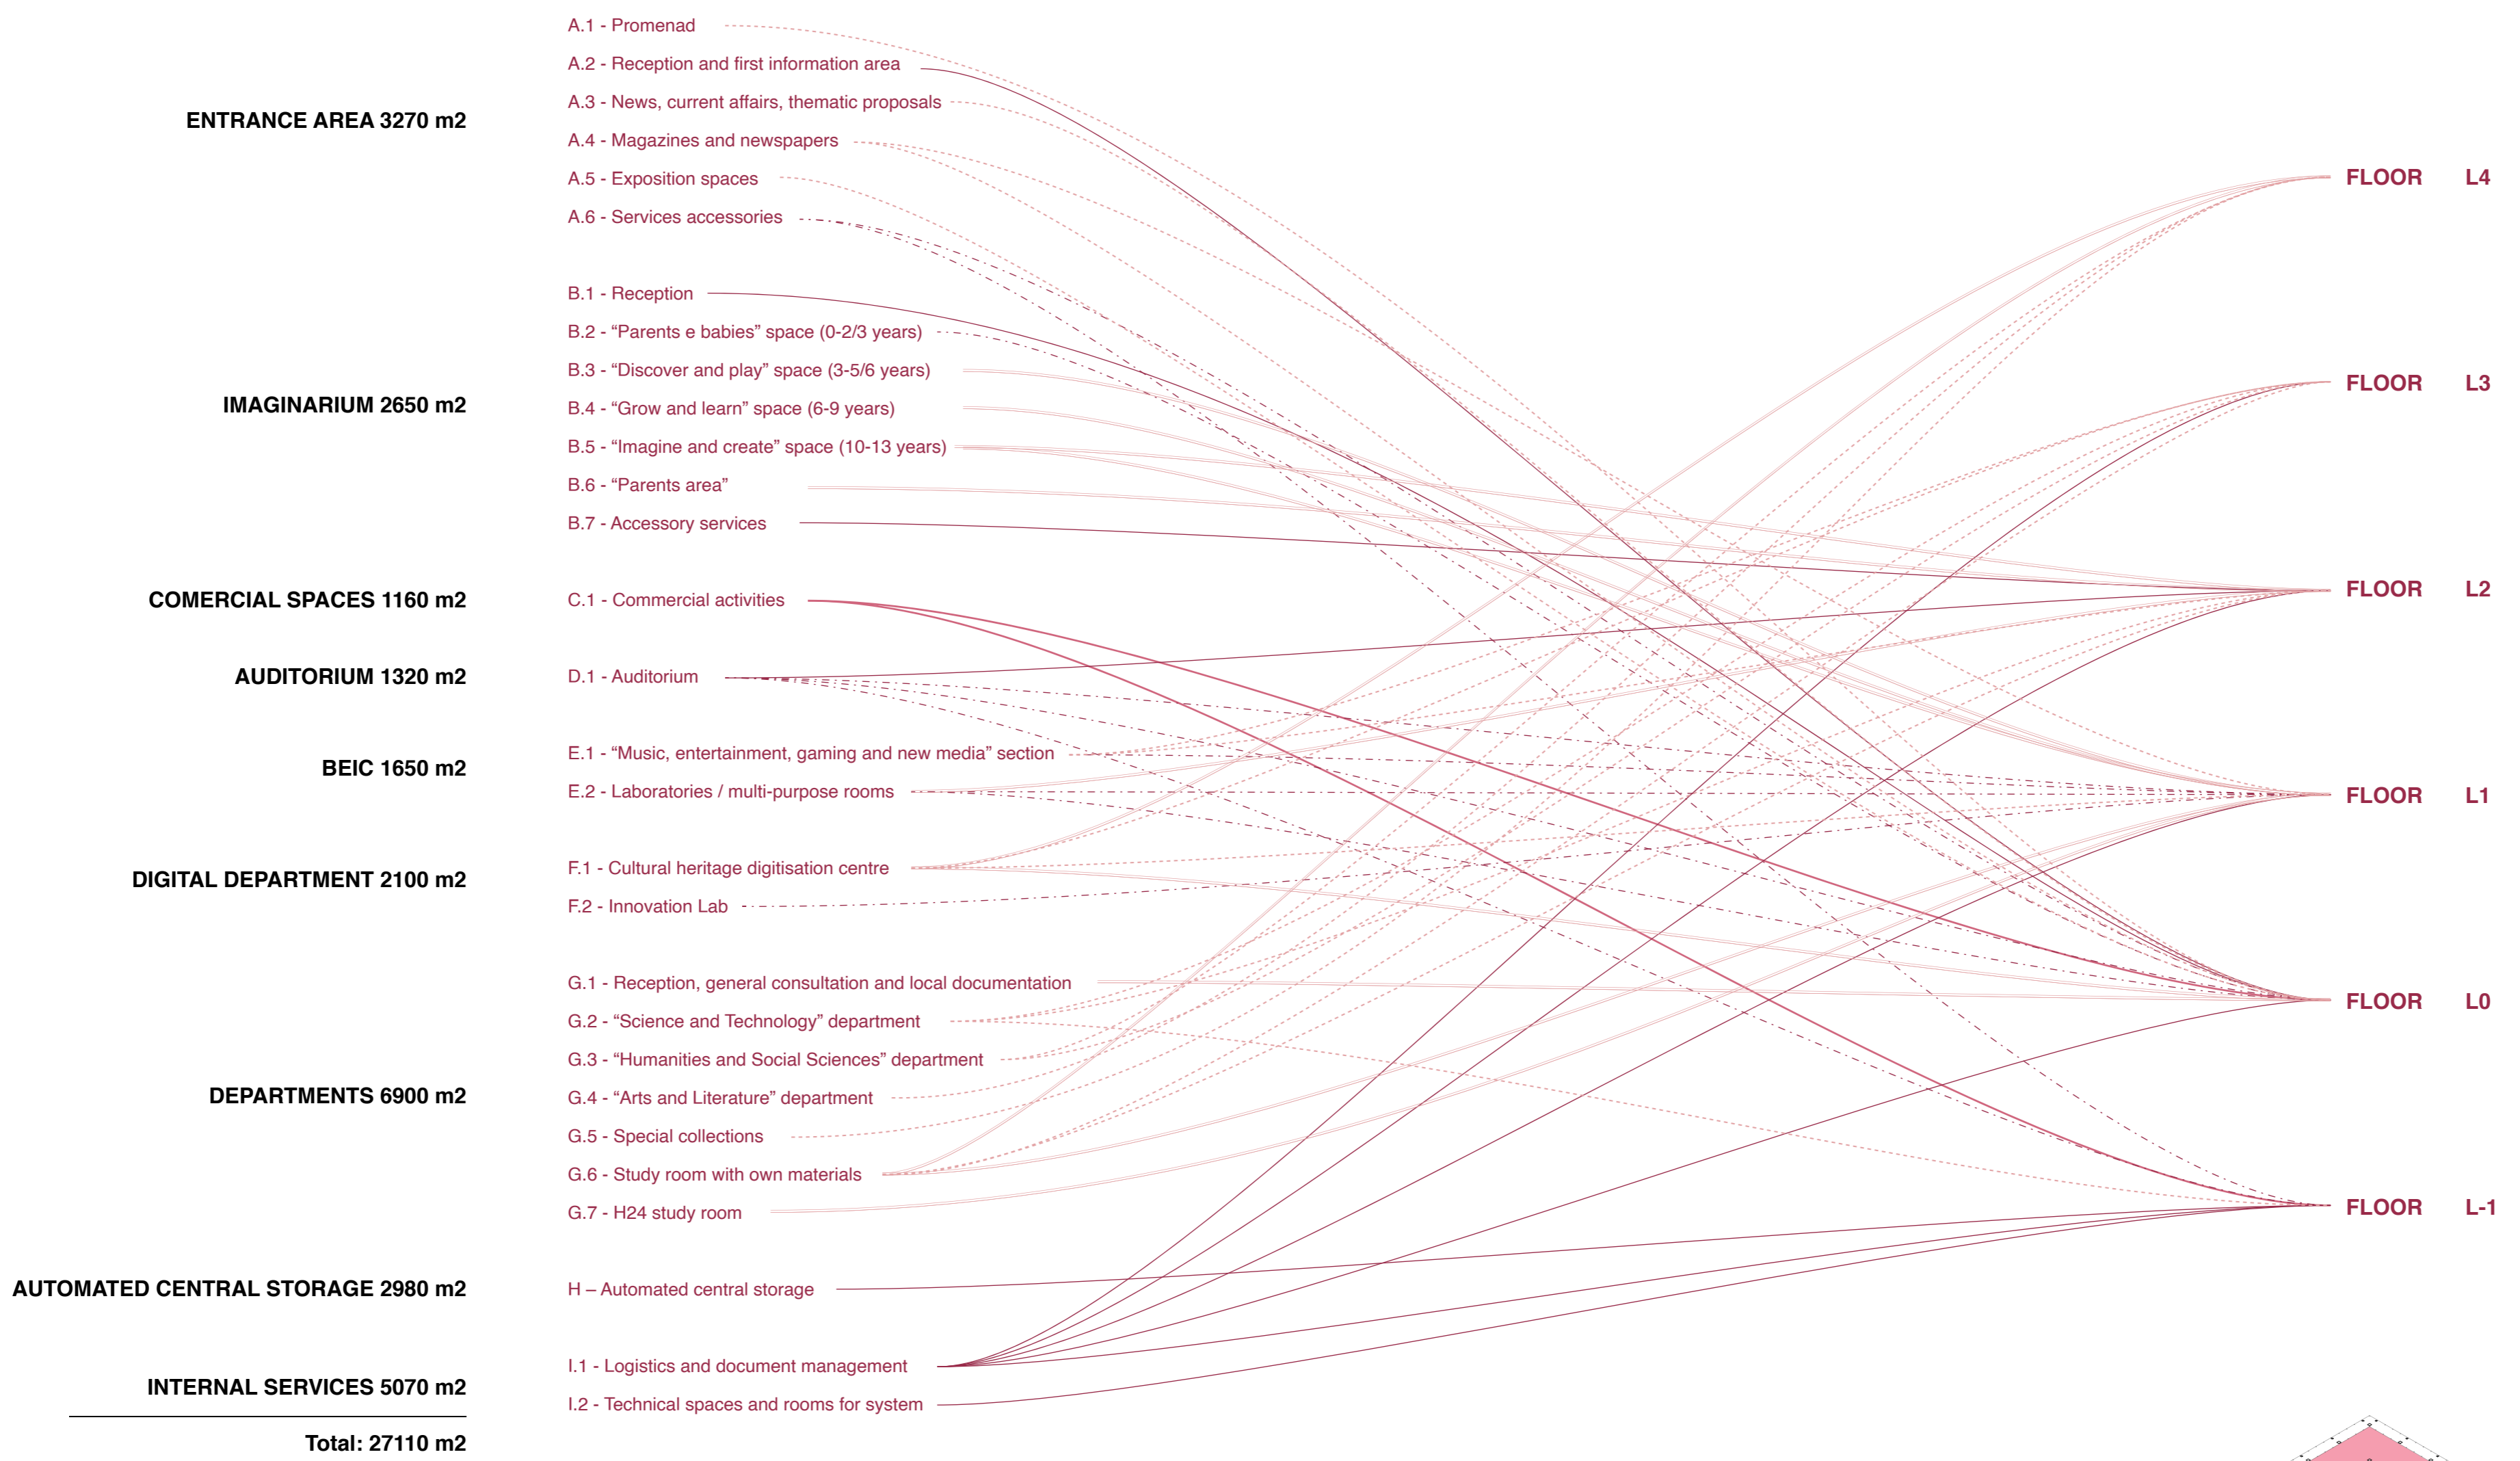 ENTRANCE AREA 3270 m2
A.1 - Promenad
A.2 - Reception and first information area
A.3 - News, current affairs, thematic proposals
A.4 - Magazines and newspapers
A.5 - Exposition spaces
A.6 - Services accessories
IMAGINARIUM 2650 m2
B.1 - Reception
B.2 - “Parents e babies” space (0-2/3 years)
B.3 - “Discover and play” space (3-5/6 years)
B.4 - “Grow and learn” space (6-9 years)
B.5 - “Imagine and create” space (10-13 years)
B.6 - “Parents area”
B.7 - Accessory services
COMERCIAL SPACES 1160 m2
C.1 - Commercial activities
AUDITORIUM 1320 m2
D.1 - Auditorium
BEIC 1650 m2
E.1 - “Music, entertainment, gaming and new media” section
E.2 - Laboratories / multi-purpose rooms
DIGITAL DEPARTMENT 2100 m2
F.1 - Cultural heritage digitisation centre
F.2 - Innovation Lab
DEPARTMENTS 6900 m2
G.1 - Reception, general consultation and local documentation
G.2 - “Science and Technology” department
G.3 - “Humanities and Social Sciences” department
G.4 - “Arts and Literature” department
G.5 - Special collections
G.6 - Study room with own materials
G.7 - H24 study room
AUTOMATED CENTRAL STORAGE 2980 m2
H – Automated central storage
INTERNAL SERVICES 5070 m2
I.1 - Logistics and document management
I.2 - Technical spaces and rooms for system
Total: 27110 m2
FLOOR L4
FLOOR L3
FLOOR L2
FLOOR L1
FLOOR L0
FLOOR L-1